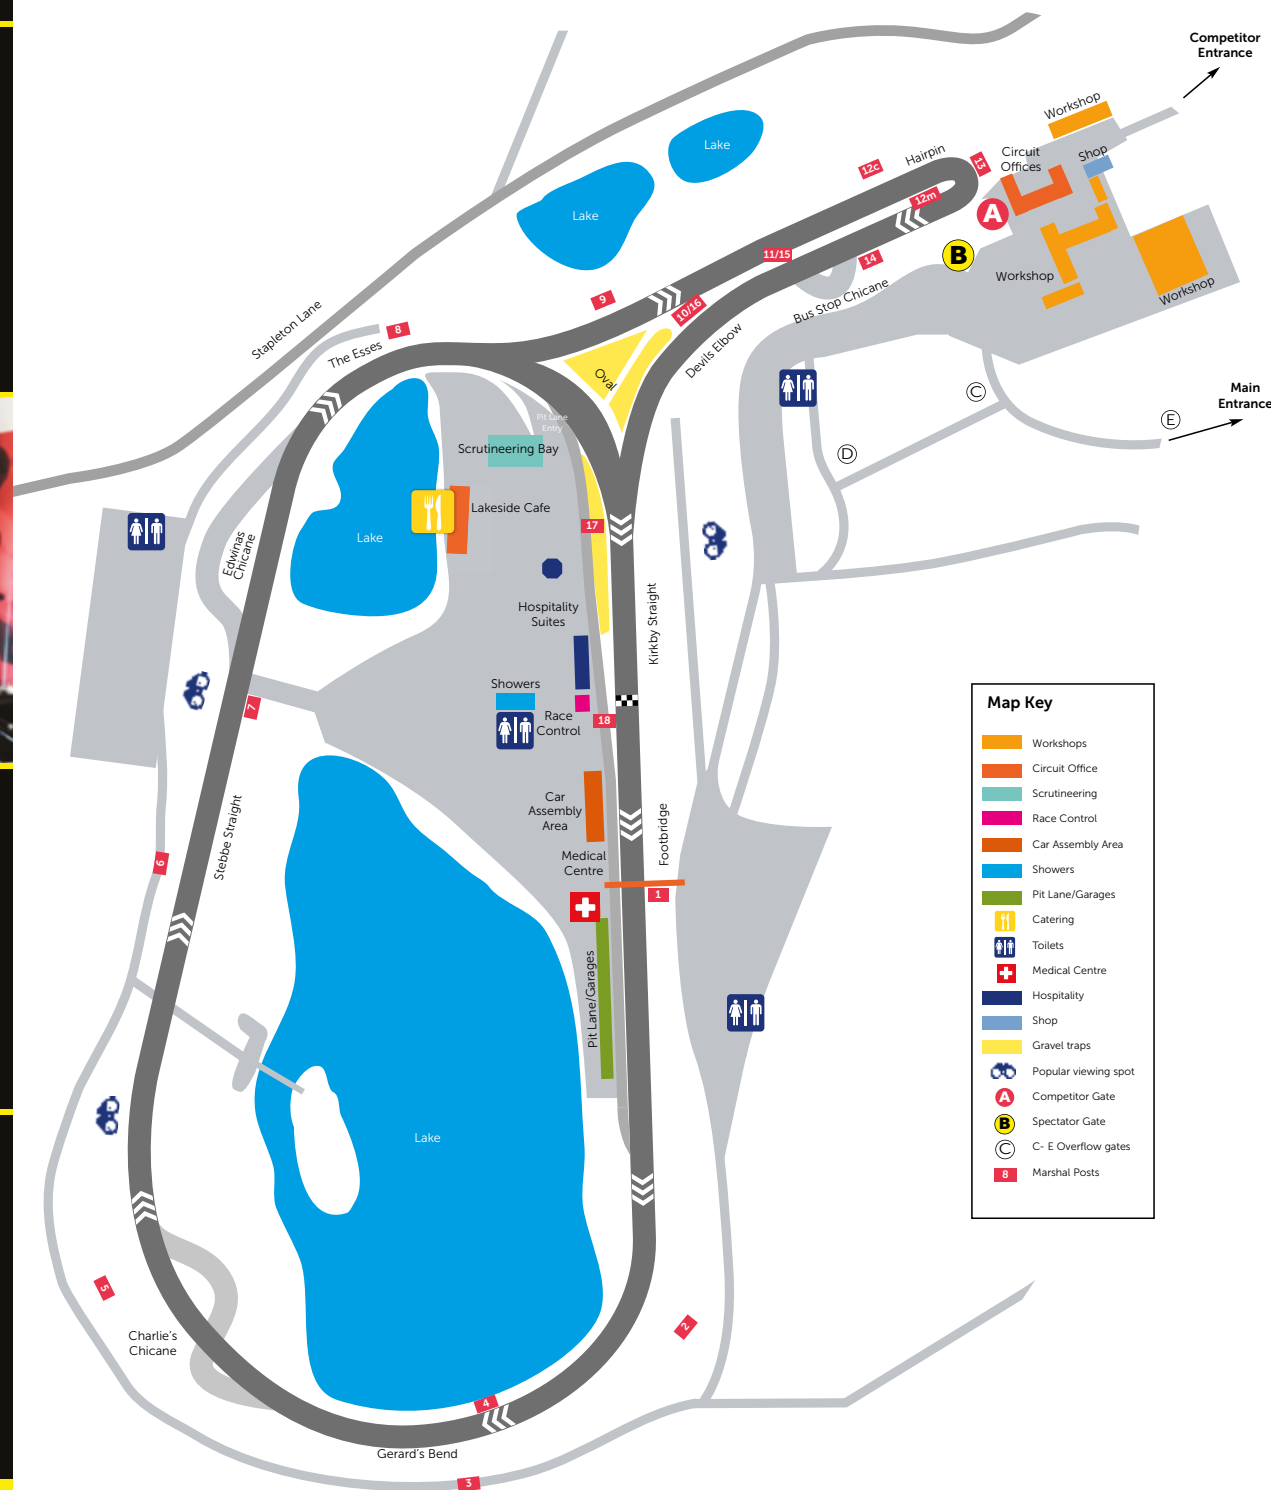 Competitor
Entrance
Workshop
Lake
Hairpin
13
Circuit
Offices
Shop
12c
12m
Lake
A
B
11/15
14
Workshop
Workshop
Bus Stop Chicane
9
10/16
Stapleton Lane
8
The Esses
Devils Elbow
Oval
Main
Entrance
C
E
D
Pit Lane
Entry
Scrutineering Bay
Lakeside Cafe
17
Lake
Edwinas
Chicane
Hospitality
Suites
Kirkby Straight
Showers
7
Race
Control
18
Car
Assembly
Area
Stebbe Straight
Footbridge
6
Medical
Centre
1
Pit Lane/Garages
Lake
5
2
Charlie's
Chicane
4
Gerard's Bend
3
Map Key
Workshops
Circuit Office
Scrutineering
Race Control
Car Assembly Area
Showers
Pit Lane/Garages
Catering
Toilets
Medical Centre
Hospitality
Shop
Gravel traps
Popular viewing spot
A Competitor Gate
B Spectator Gate
C C- E Overflow gates
8 Marshal Posts